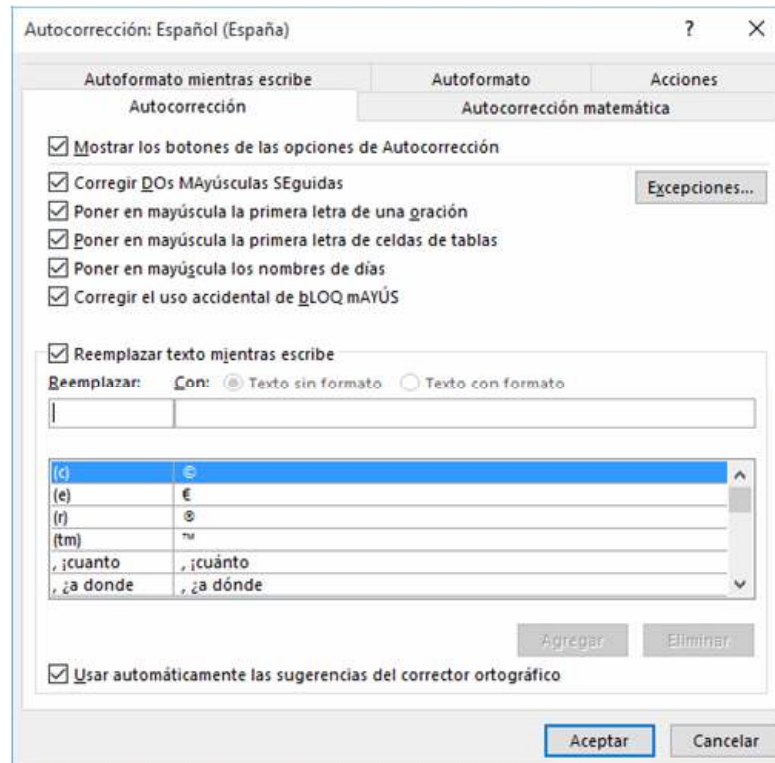 Autocorrección: Español (España) ? ×
Autoformato mientras escribe Autoformato Acciones
Autocorrección Autocorrección matemática
Mostrar los botones de las opciones de Autocorrección
Corregir DOs MAyúsculas SEguidas Excepciones...
Poner en mayúscula la primera letra de una oración
Poner en mayúscula la primera letra de celdas de tablas
Poner en mayúscula los nombres de días
Corregir el uso accidental de bLOQ mAYÚS
Reemplazar texto mientras escribe
Reemplazar: Con: Texto sin formato Texto con formato
(c) ©
(e) €
(r) ®
(tm) ™
, ¡cuanto , ¡cuánto
, ¿a donde , ¿a dónde
Agregar Eliminar
Usar automáticamente las sugerencias del corrector ortográfico
Aceptar Cancelar